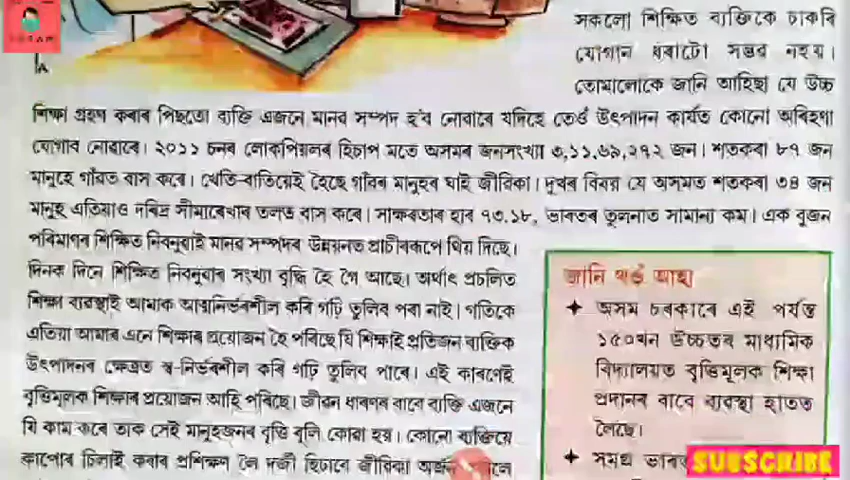 সকলো শিক্ষিত ব্যক্তিকে চাকৰি
যোগান ধৰাটো সম্ভৱ নহয়।
তোমালোকে জানি আহিছা যে উচ্চ
শিক্ষা গ্ৰহণ কৰাৰ পিছতো ব্যক্তি এজনে মানৱ সম্পদ হ'ব নোৱাৰে যদিহে তেওঁ উৎপাদন কাৰ্যত কোনো অৰিহণা
যোগাব নোৱাৰে। ২০১১ চনৰ লোকপিয়লৰ হিচাপ মতে অসমৰ জনসংখ্যা ৩,১১,৬৯,২৭২ জন। শতকৰা ৮৭ জন
মানুহে গাঁৱত বাস কৰে। খেতি-বাতিয়েই হৈছে গাঁৱৰ মানুহৰ ঘাই জীৱিকা। দুখৰ বিষয় যে অসমত শতকৰা ৩৪ জন
মানুহ এতিয়াও দৰিদ্ৰ সীমাৰেখাৰ তলত বাস কৰে। সাক্ষৰতাৰ হাৰ ৭৩.১৮, ভাৰতৰ তুলনাত সামান্য কম। এক বুজন
পৰিমাণৰ শিক্ষিত নিবনুৱাই মানৱ সম্পদৰ উন্নয়নত প্ৰাচীৰৰূপে থিয় দিছে।
দিনক দিনে শিক্ষিত নিবনুৱাৰ সংখ্যা বৃদ্ধি হৈ গৈ আছে। অৰ্থাৎ প্ৰচলিত
শিক্ষা ব্যৱস্থাই আমাক আত্মনিৰ্ভৰশীল কৰি গঢ়ি তুলিব পৰা নাই। গতিকে
এতিয়া আমাৰ এনে শিক্ষাৰ প্ৰয়োজন হৈ পৰিছে যি শিক্ষাই প্ৰতিজন ব্যক্তিক
উৎপাদনৰ ক্ষেত্ৰত স্ব-নিৰ্ভৰশীল কৰি গঢ়ি তুলিব পাৰে। এই কাৰণেই
বৃত্তিমূলক শিক্ষাৰ প্ৰয়োজন আহি পৰিছে। জীৱন ধাৰণৰ বাবে ব্যক্তি এজনে
যি কাম কৰে তাক সেই মানুহজনৰ বৃত্তি বুলি কোৱা হয়। কোনো ব্যক্তিয়ে
কাপোৰ চিলাই কৰাৰ প্ৰশিক্ষণ লৈ দৰ্জী হিচাবে জীৱিকা
জানি থওঁ আহা
✦ অসম চৰকাৰে এই পৰ্যন্ত
১৫০খন উচ্চতৰ মাধ্যমিক
বিদ্যালয়ত বৃত্তিমূলক শিক্ষা
প্ৰদানৰ বাবে ব্যৱস্থা হাতত
লৈছে।
✦ সমগ্ৰ
SUBSCRIBE